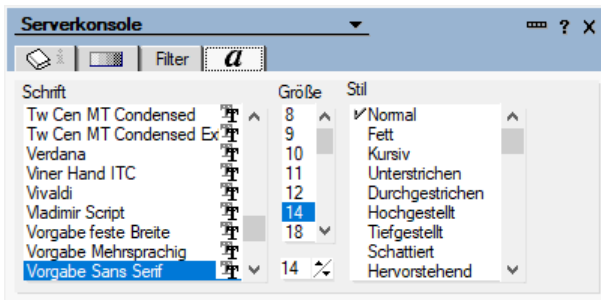 Serverkonsole
? X
i Filter a
Schrift
Tw Cen MT Condensed
Tw Cen MT Condensed Ex
Verdana
Viner Hand ITC
Vivaldi
Vladimir Script
Vorgabe feste Breite
Vorgabe Mehrsprachig
Vorgabe Sans Serif
Größe
8
9
10
11
12
14
18
14
Stil
Normal
Fett
Kursiv
Unterstrichen
Durchgestrichen
Hochgestellt
Tiefgestellt
Schattiert
Hervorstehend